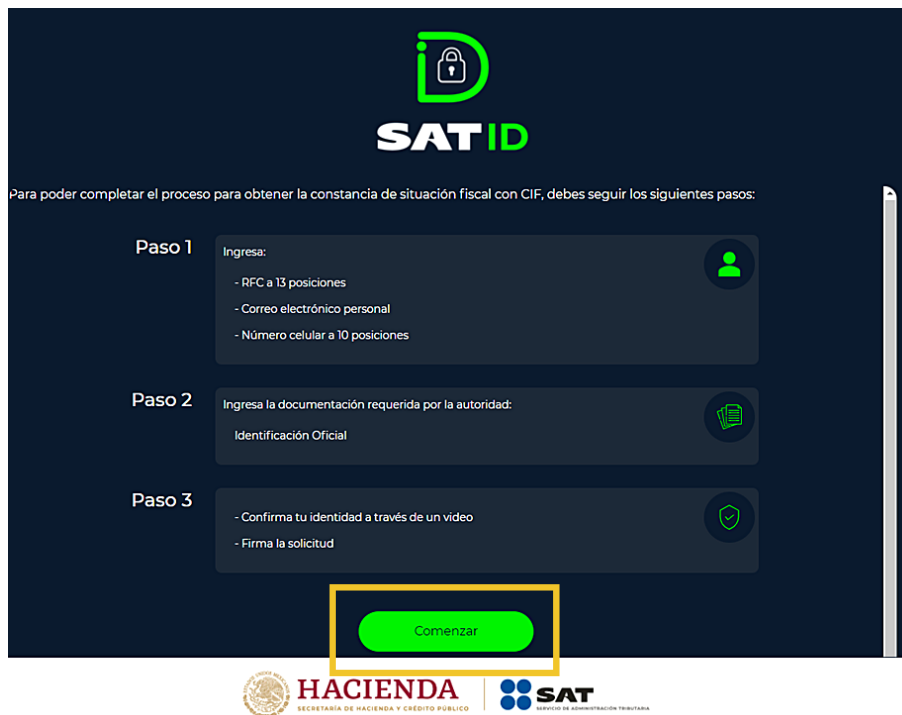 SAT ID
Para poder completar el proceso para obtener la constancia de situación fiscal con CIF, debes seguir los siguientes pasos:
Paso 1
Ingresa:
- RFC a 13 posiciones
- Correo electrónico personal
- Número celular a 10 posiciones
Paso 2
Ingresa la documentación requerida por la autoridad:
Identificación Oficial
Paso 3
- Confirma tu identidad a través de un video
- Firma la solicitud
Comenzar
HACIENDA
SECRETARÍA DE HACIENDA Y CRÉDITO PÚBLICO
SAT
SERVICIO DE ADMINISTRACIÓN TRIBUTARIA